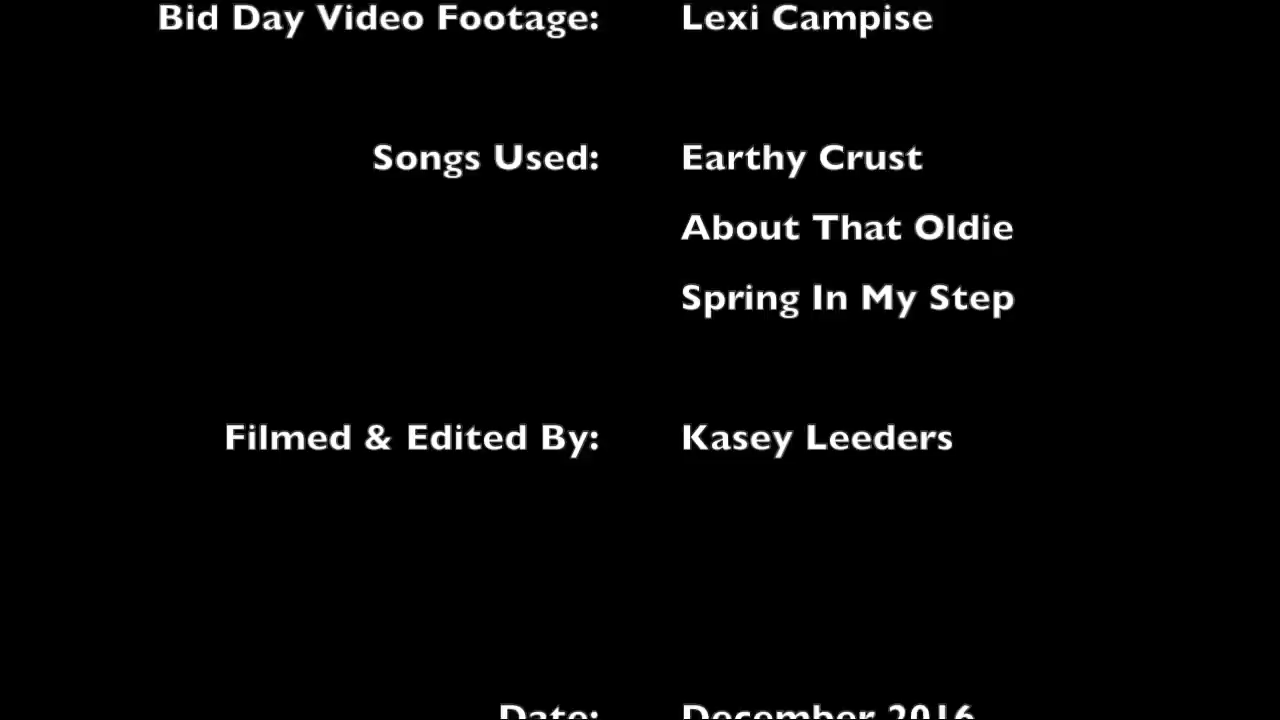 Bid Day Video Footage: Lexi Campise
Songs Used: Earthy Crust
About That Oldie
Spring In My Step
Filmed & Edited By: Kasey Leeders
Date: December 2016